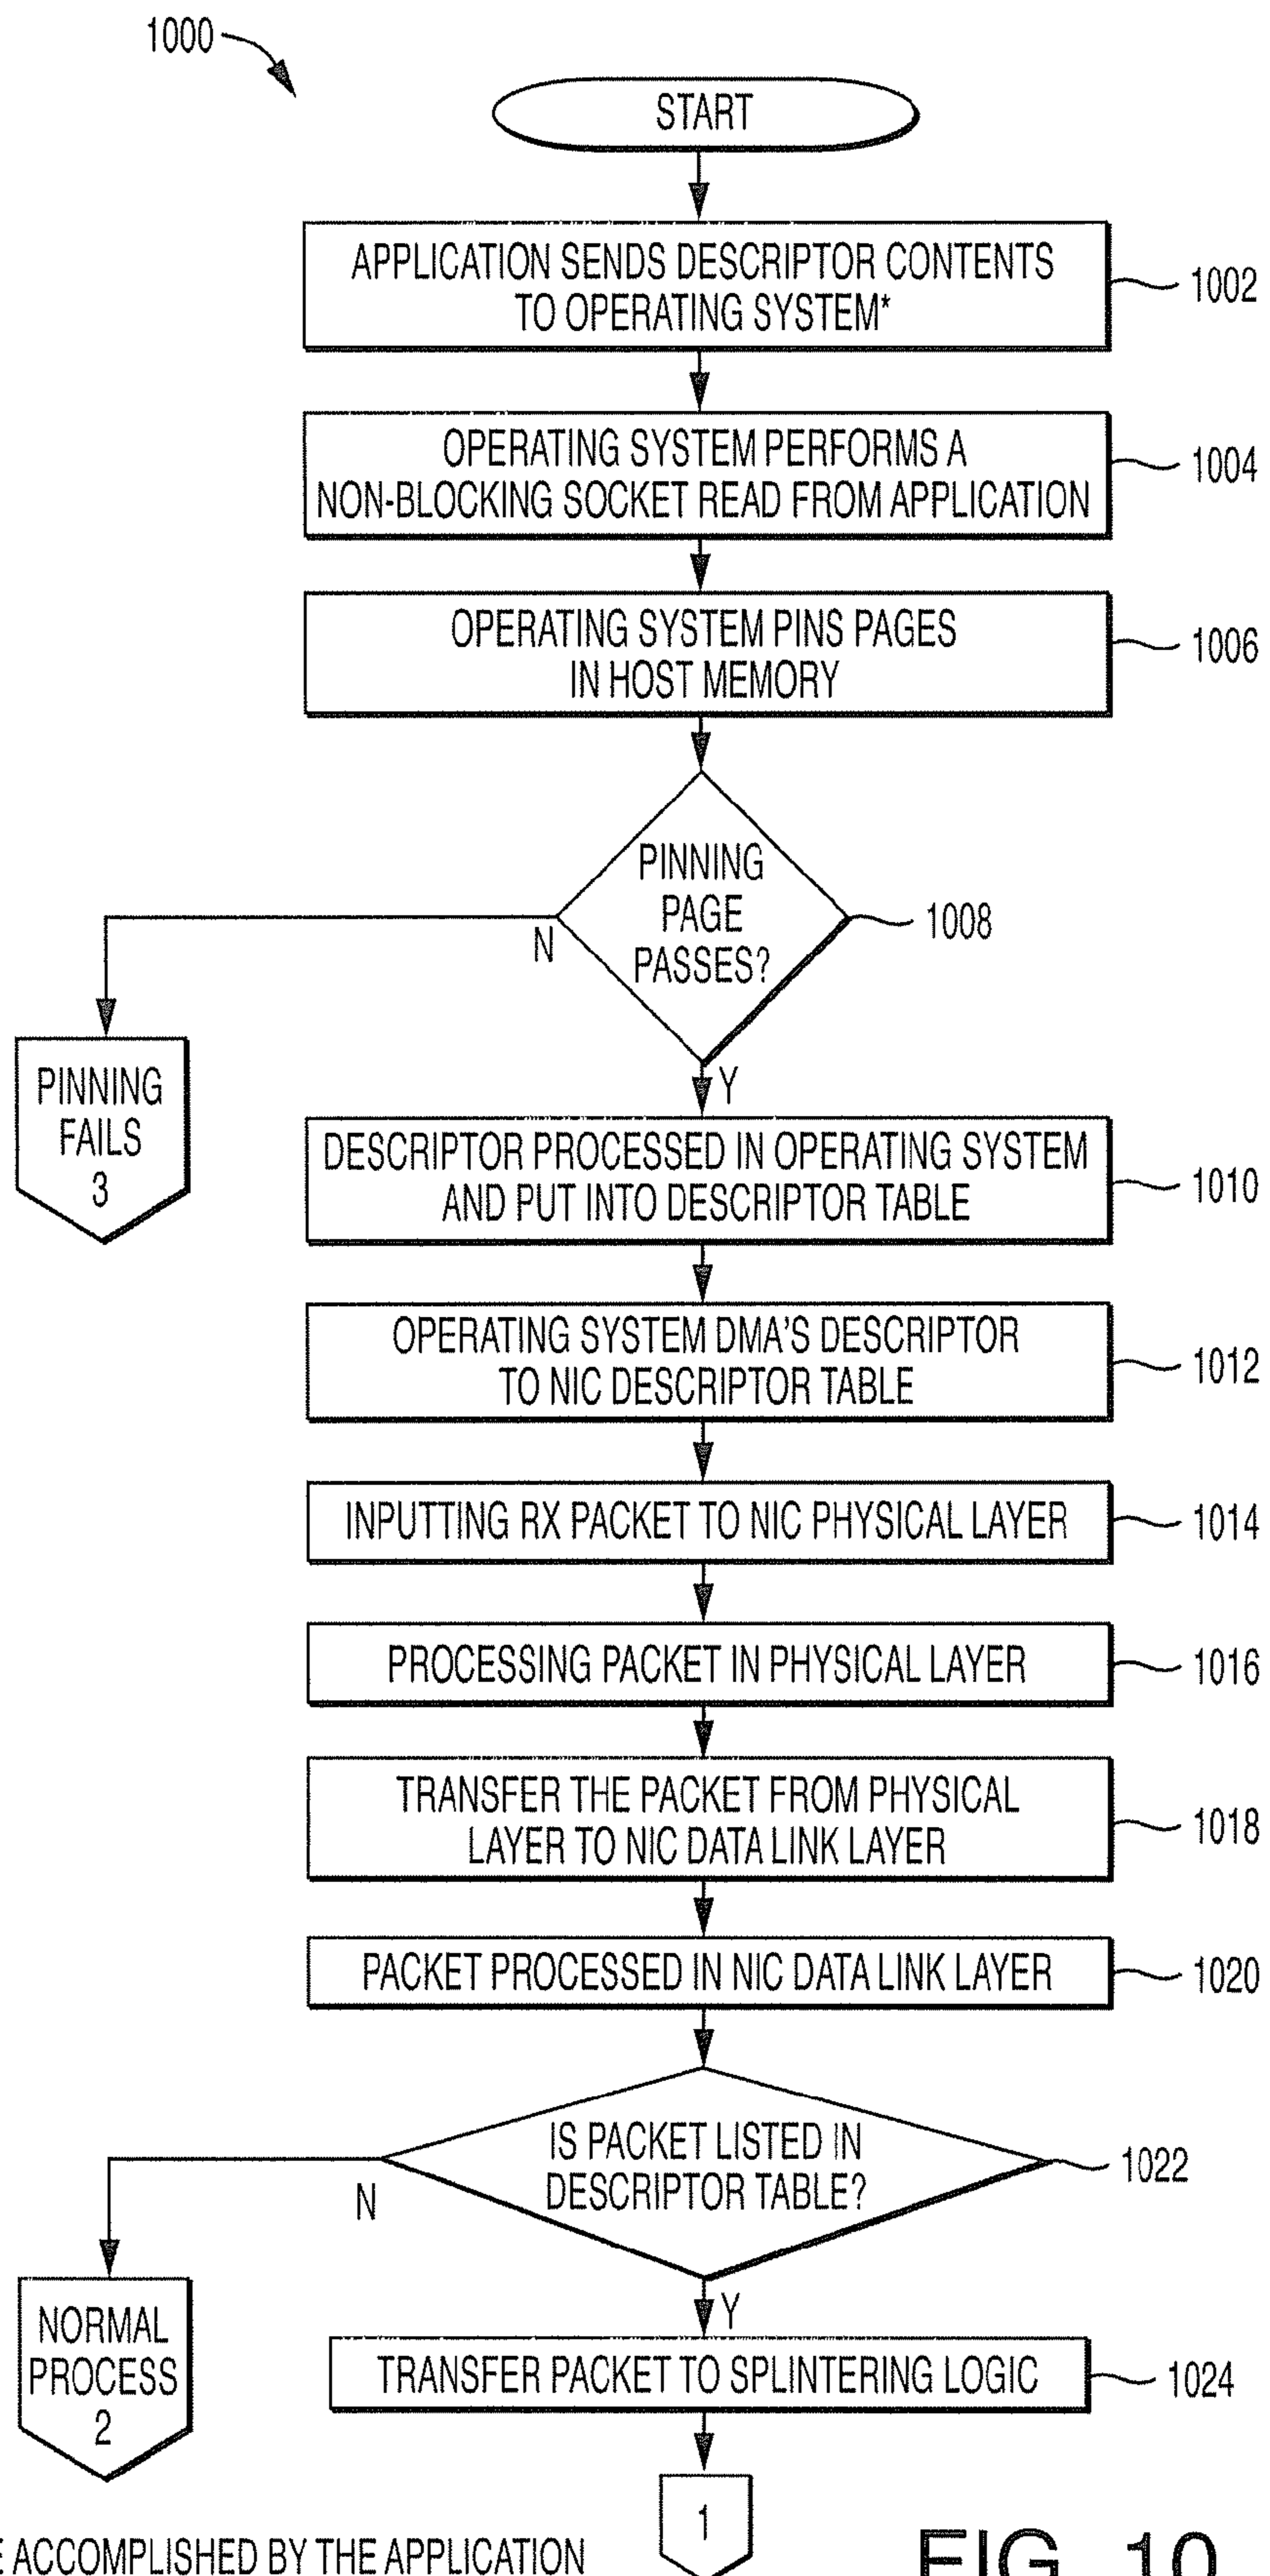 1000
START
APPLICATION SENDS DESCRIPTOR CONTENTS
TO OPERATING SYSTEM*
1002
OPERATING SYSTEM PERFORMS A
NON-BLOCKING SOCKET READ FROM APPLICATION
1004
OPERATING SYSTEM PINS PAGES
IN HOST MEMORY
1006
PINNING
PAGE
PASSES?
1008
N
Y
PINNING
FAILS
3
DESCRIPTOR PROCESSED IN OPERATING SYSTEM
AND PUT INTO DESCRIPTOR TABLE
1010
OPERATING SYSTEM DMA'S DESCRIPTOR
TO NIC DESCRIPTOR TABLE
1012
INPUTTING RX PACKET TO NIC PHYSICAL LAYER
1014
PROCESSING PACKET IN PHYSICAL LAYER
1016
TRANSFER THE PACKET FROM PHYSICAL
LAYER TO NIC DATA LINK LAYER
1018
PACKET PROCESSED IN NIC DATA LINK LAYER
1020
IS PACKET LISTED IN
DESCRIPTOR TABLE?
1022
N
Y
NORMAL
PROCESS
2
TRANSFER PACKET TO SPLINTERING LOGIC
1024
1
ACCOMPLISHED BY THE APPLICATION
FIG. 10